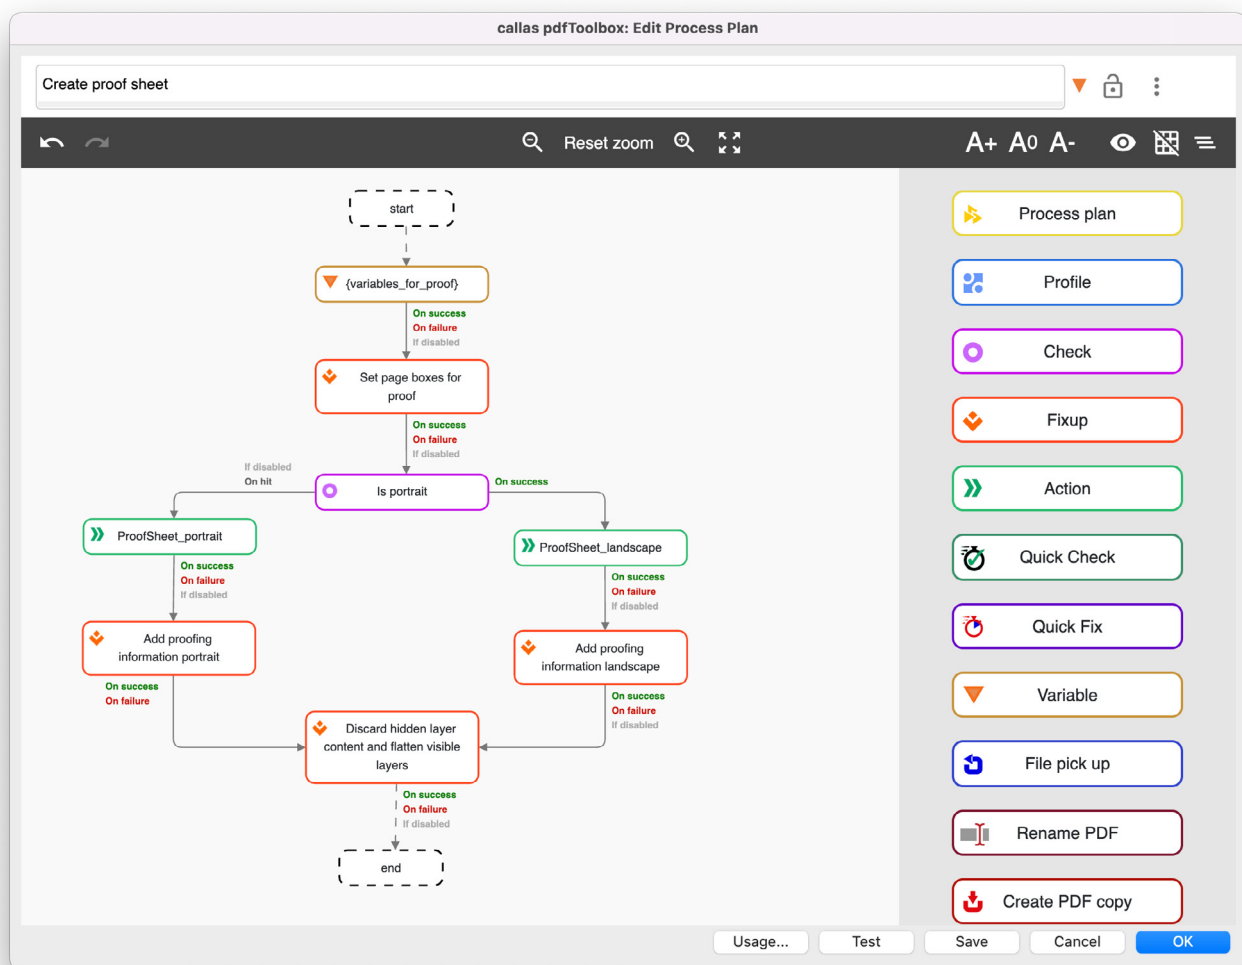 callas pdfToolbox: Edit Process Plan
Create proof sheet
Reset zoom
A+ A0 A-
start
{variables_for_proof}
On success
On failure
If disabled
Set page boxes for
proof
On success
On failure
If disabled
If disabled
On hit
Is portrait
On success
ProofSheet_portrait
On success
On failure
If disabled
ProofSheet_landscape
On success
On failure
If disabled
Add proofing
information portrait
On success
On failure
Add proofing
information landscape
On success
On failure
If disabled
Discard hidden layer
content and flatten visible
layers
On success
On failure
If disabled
end
Process plan
Profile
Check
Fixup
Action
Quick Check
Quick Fix
Variable
File pick up
Rename PDF
Create PDF copy
Usage...
Test
Save
Cancel
OK